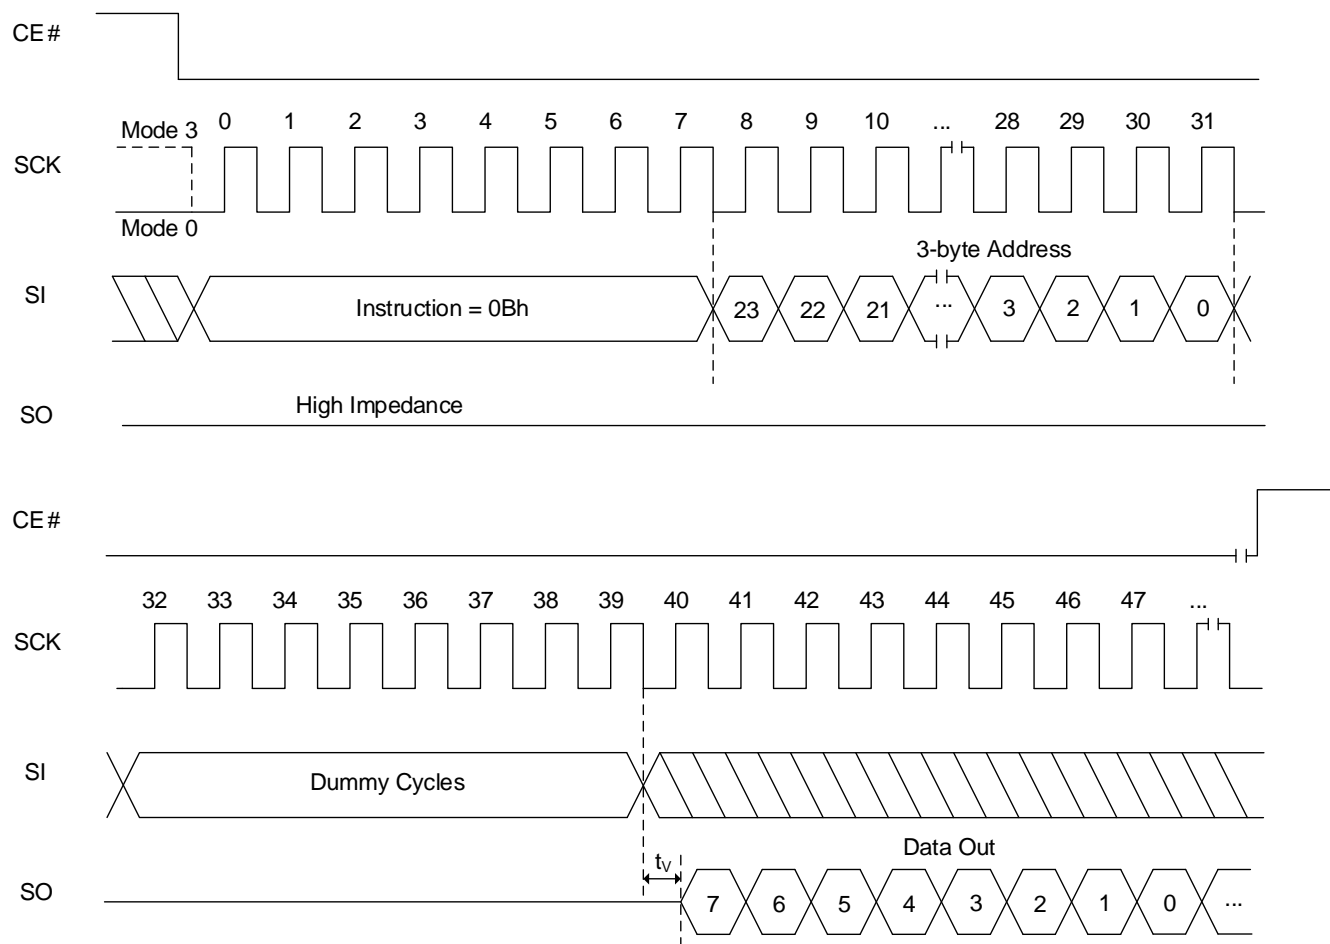 CE#
Mode 3 0 1 2 3 4 5 6 7 8 9 10 ... 28 29 30 31
SCK
Mode 0
3-byte Address
SI Instruction = 0Bh 23 22 21 ... 3 2 1 0
High Impedance
SO
CE#
32 33 34 35 36 37 38 39 40 41 42 43 44 45 46 47 ...
SCK
SI Dummy Cycles
Data Out
tV
SO 7 6 5 4 3 2 1 0 ...